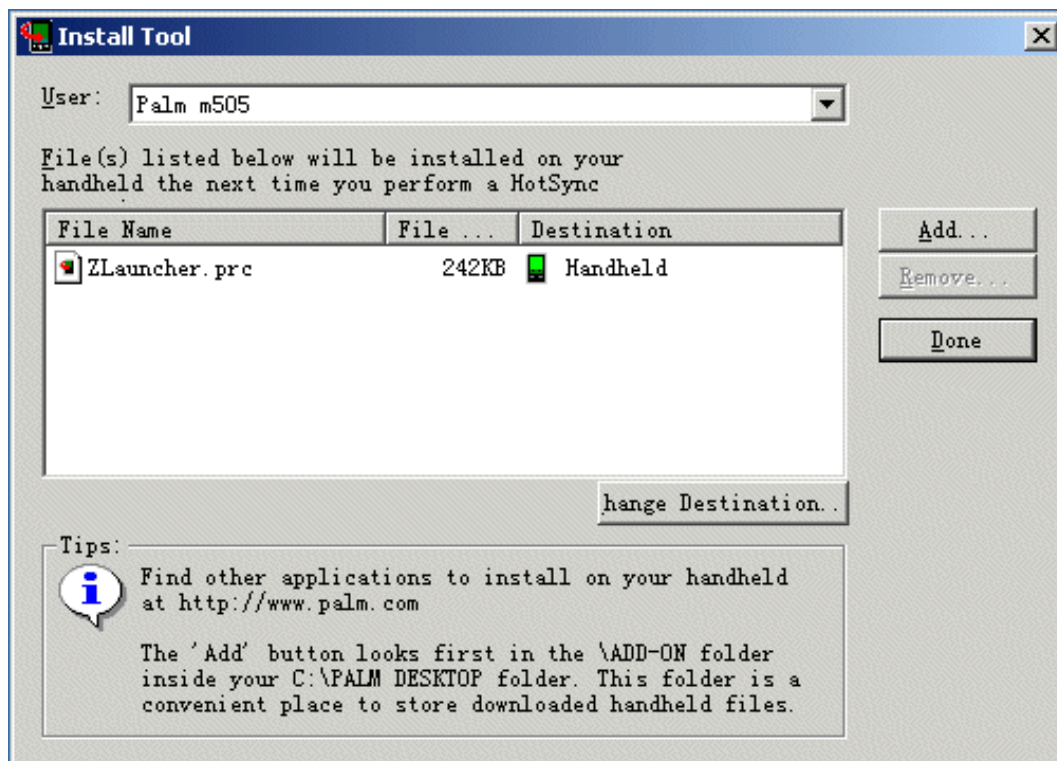 Install Tool
User:
Palm m505
File(s) listed below will be installed on your
handheld the next time you perform a HotSync
File Name File ... Destination
ZLauncher.prc 242KB Handheld
Add...
Remove...
Done
hange Destination..
Tips:
Find other applications to install on your handheld
at http://www.palm.com
The 'Add' button looks first in the \ADD-ON folder
inside your C:\PALM DESKTOP folder. This folder is a
convenient place to store downloaded handheld files.